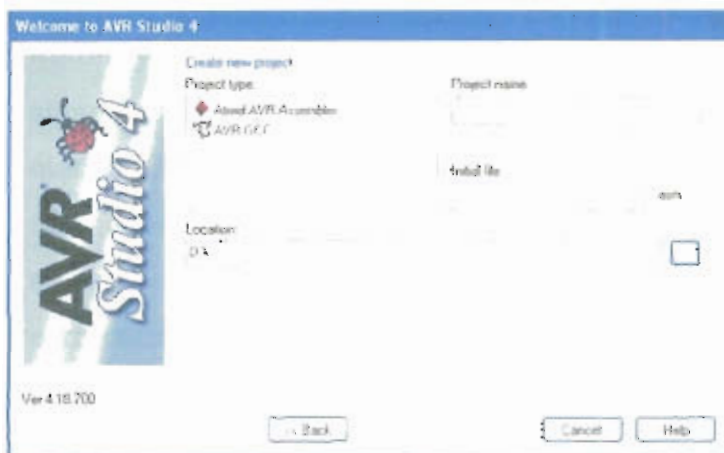 Welcome to AVR Studio 4
Create new project
Project type:
Project name:
Atmel AVR Assembler
AVR GCC
Initial file:
.asm
Location:
D:\
AVR Studio 4
Ver 4.18.700
Back
Cancel
Help